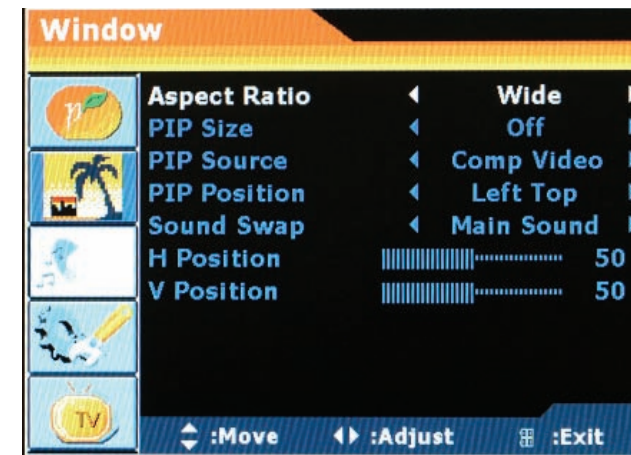 Window
Aspect Ratio Wide
PIP Size Off
PIP Source Comp Video
PIP Position Left Top
Sound Swap Main Sound
H Position 50
V Position 50
:Move :Adjust :Exit
p
TV